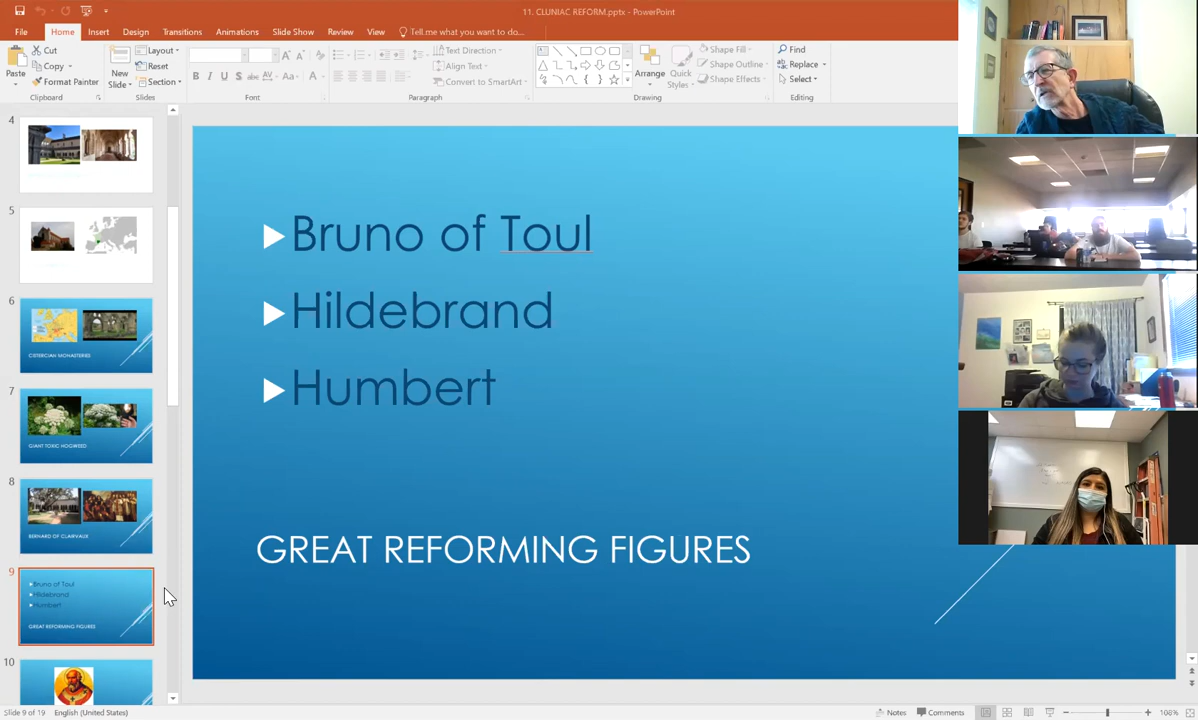 11. CLUNIAC REFORM.pptx - PowerPoint
File Home Insert Design Transitions Animations Slide Show Review View Tell me what you want to do...
Paste
Cut
Copy
Format Painter
Clipboard
New Slide
Layout
Reset
Section
Slides
B I U S abc AV Aa A
Font
Text Direction
Align Text
Convert to SmartArt
Paragraph
Arrange
Quick Styles
Shape Fill
Shape Outline
Shape Effects
Drawing
Find
Replace
Select
Editing
4
5
6
CISTERCIAN MONASTERIES
7
GIANT TOXIC HOGWEED
8
BERNARD OF CLAIRVAUX
9
Bruno of Toul
Hildebrand
Humbert
GREAT REFORMING FIGURES
10
Bruno of Toul
Hildebrand
Humbert
GREAT REFORMING FIGURES
Slide 9 of 19 English (United States) Notes Comments 108%